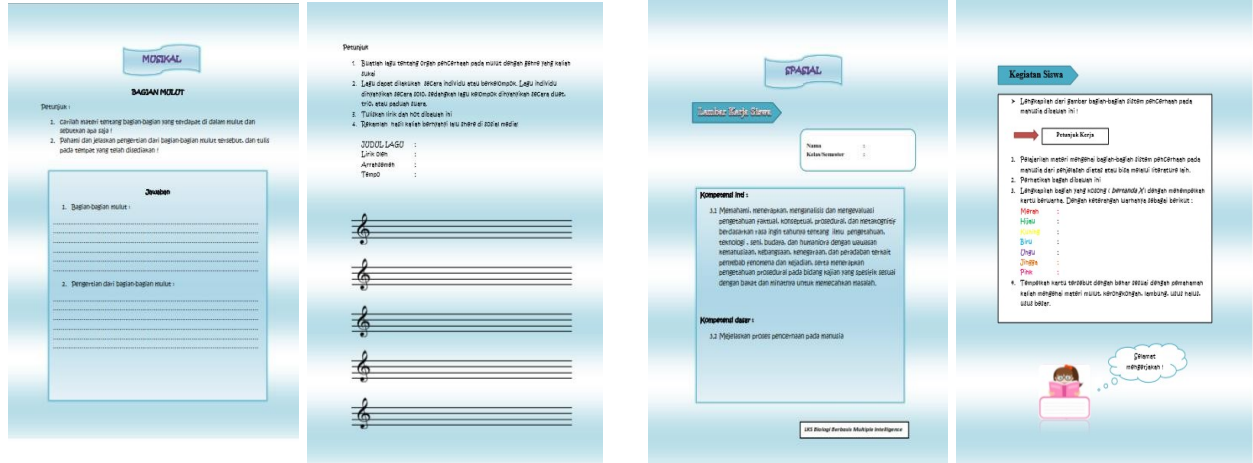 MUSIKAL
BAGIAN MULUT
Petunjuk :
1. Carilah materi tentang bagian-bagian yang terdapat di dalam mulut dan
sebutkan apa saja !
2. Pahami dan jelaskan pengertian dari bagian-bagian mulut tersebut, dan tulis
pada tempat yang telah disediakan !
Jawaban
1. Bagian-bagian mulut :
2. Pengertian dari bagian-bagian mulut :
Petunjuk
1. Buatlah lagu tentang organ pencernaan pada mulut dengan genre yang kalian
sukai
2. Lagu dapat dilakukan secara individu atau berkelompok. Lagu individu
dinyanyikan secara solo, sedangkan lagu kelompok dinyanyikan secara duet,
trio, atau paduan suara.
3. Tuliskan lirik dan not dibawah ini
4. Rekamlah hasil kalian bernyanyi lalu share di sosial media!
JUDUL LAGU :
Lirik Oleh :
Arransemen :
Tempo :
SPASIAL
Lembar Kerja Siswa
Nama :
Kelas/Semester :
Kompetensi inti :
3.1 Memahami, menerapkan, menganalisis dan mengevaluasi
pengetahuan faktual, konseptual, prosedural, dan metakognitif
berdasarkan rasa ingin tahunya tentang ilmu pengetahuan,
teknologi , seni, budaya, dan humaniora dengan wawasan
kemanusiaan, kebangsaan, kenegaraan, dan peradaban terkait
penyebab fenomena dan kejadian, serta menerapkan
pengetahuan prosedural pada bidang kajian yang spesifik sesuai
dengan bakat dan minatnya untuk memecahkan masalah.
Kompetensi dasar :
3.2 Mejelaskan proses pencernaan pada manusia
LKS Biologi Berbasis Multiple Intelligence
Kegiatan Siswa
➢ Lengkapilah dari gambar bagian-bagian sistem pencernaan pada
manusia dibawah ini !
Petunjuk Kerja
1. Pelajarilah materi mengenai bagian-bagian sistem pencernaan pada
manusia dari penjelasan diatas atau bisa melalui literature lain.
2. Perhatikan bagan dibawah ini
3. Lengkapilah bagian yang kosong ( bertanda X) dengan menempelkan
kartu berwarna. Dengan keterangan warnanya sebagai berikut :
Merah :
Hijau :
Kuning :
Biru :
Ungu :
Jingga :
Pink :
4. Tempelkan kartu tersebut dengan benar sesuai dengan pemahaman
kalian mengenai materi mulut, kerongkongan, lambung, usus halus,
usus besar.
Selamat
mengerjakan !